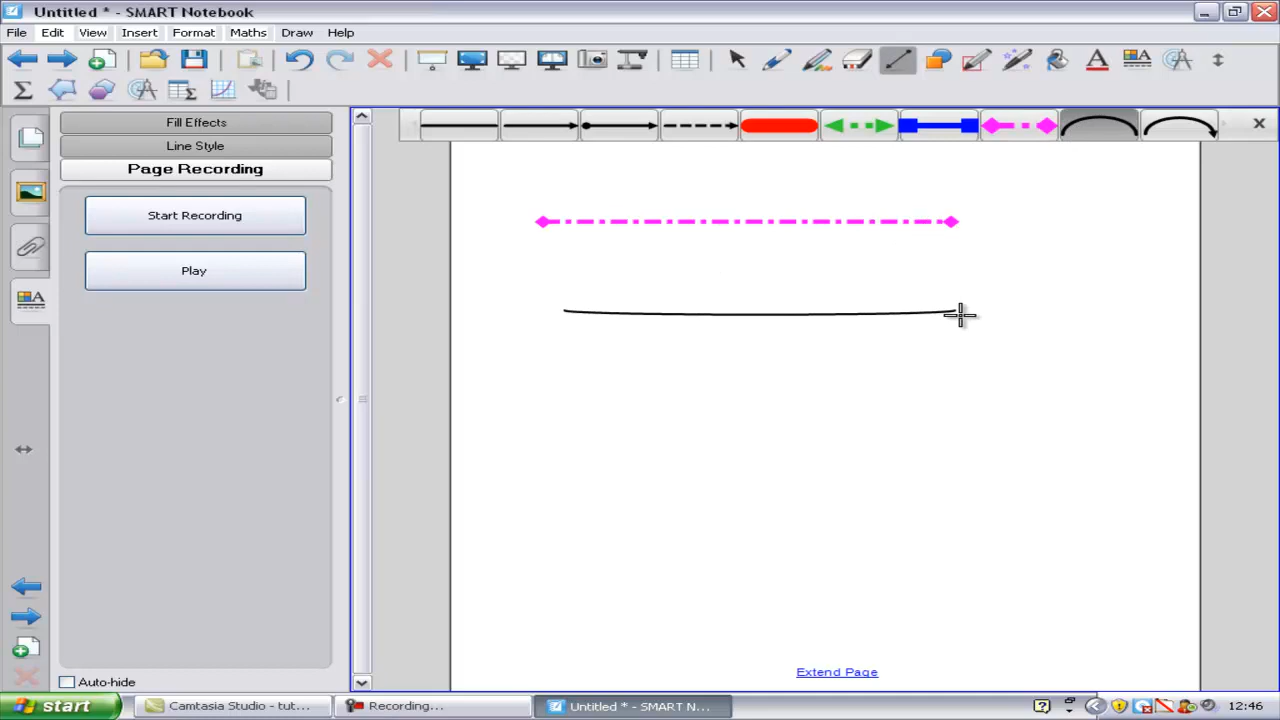 Untitled * - SMART Notebook
File Edit View Insert Format Maths Draw Help
Fill Effects
Line Style
Page Recording
Start Recording
Play
Extend Page
Auto-hide
start Camtasia Studio - tut... Recording... Untitled * - SMART N... 12:46